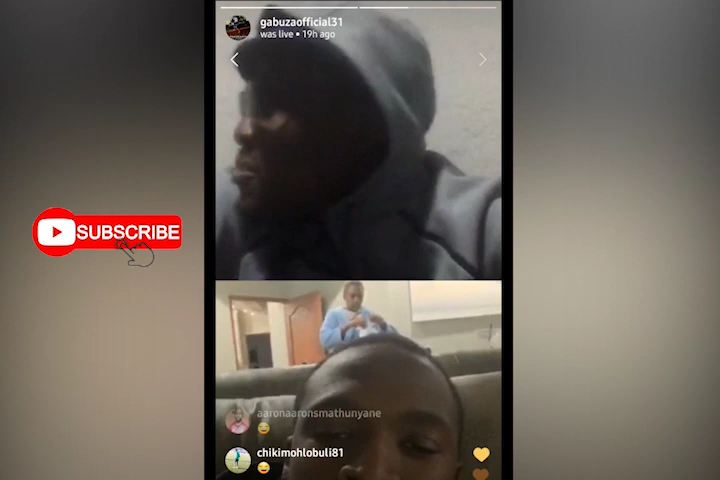 gabuzaofficial31
was live • 19h ago
SUBSCRIBE
aaronaaronsmathunyane
😂
chikimohlobuli81
😂